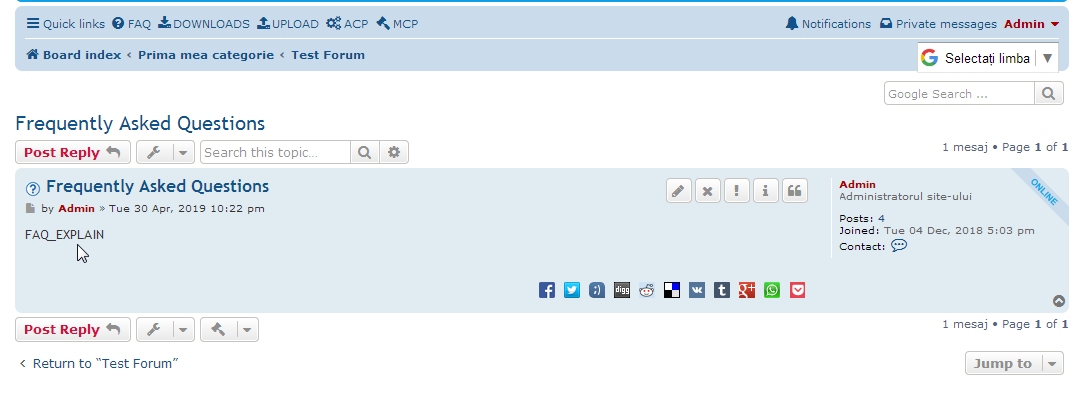 Quick links FAQ DOWNLOADS UPLOAD ACP MCP Notifications Private messages Admin
Board index ‹ Prima mea categorie ‹ Test Forum
G Selectați limba ▼
Google Search ...
Frequently Asked Questions
Post Reply Search this topic… 1 mesaj • Page 1 of 1
Frequently Asked Questions
by Admin » Tue 30 Apr, 2019 10:22 pm
FAQ_EXPLAIN
Admin
Administratorul site-ului
Posts: 4
Joined: Tue 04 Dec, 2018 5:03 pm
Contact:
ONLINE
digg
Post Reply 1 mesaj • Page 1 of 1
‹ Return to “Test Forum”
Jump to